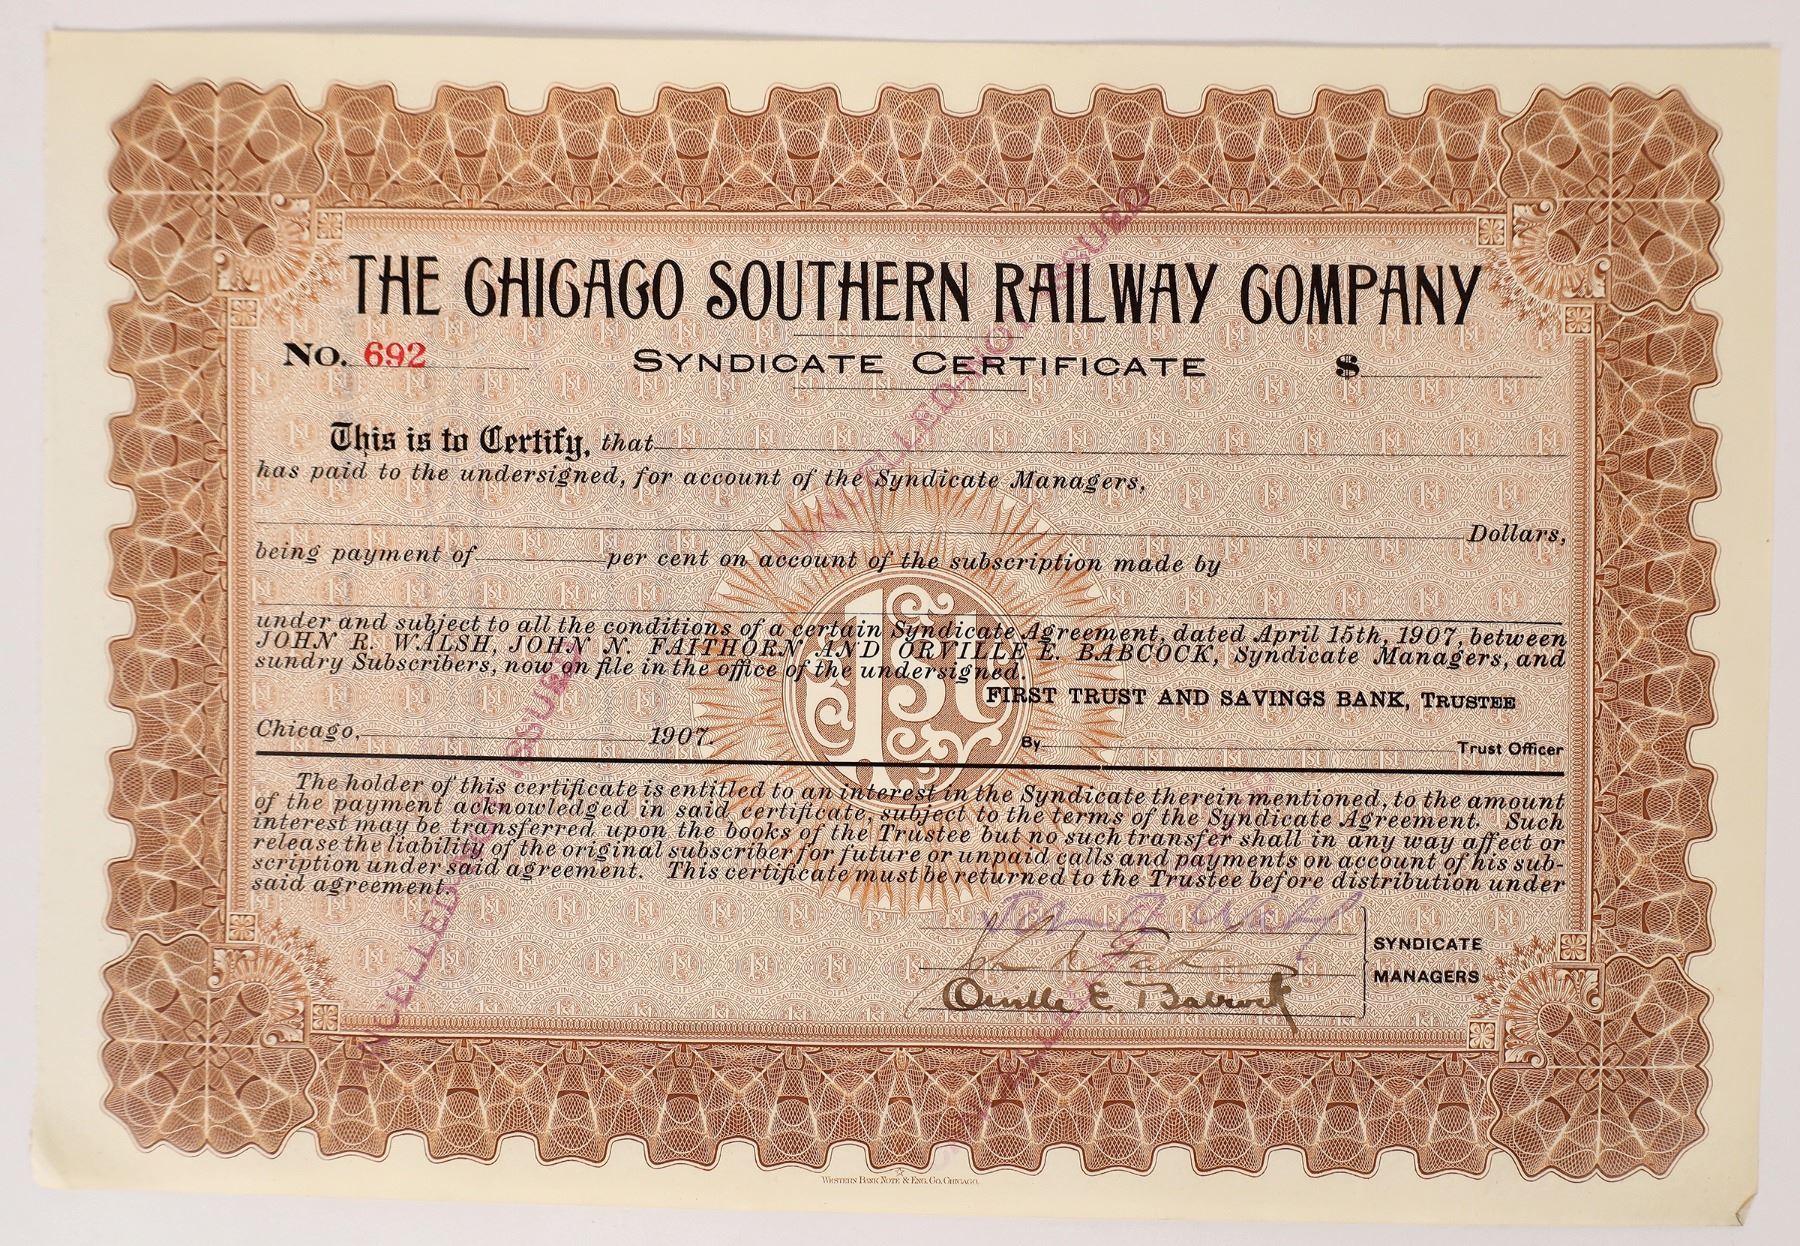 THE CHICAGO SOUTHERN RAILWAY COMPANY
No. 692 SYNDICATE CERTIFICATE $
This is to Certify, that
has paid to the undersigned, for account of the Syndicate Managers,
Dollars,
being payment of per cent on account of the subscription made by
under and subject to all the conditions of a certain Syndicate Agreement, dated April 15th, 1907, between
JOHN R. WALSH, JOHN N. FAITHORN AND ORVILLE E. BABCOCK, Syndicate Managers, and
sundry Subscribers, now on file in the office of the undersigned.
1st
FIRST TRUST AND SAVINGS BANK, TRUSTEE
Chicago, 1907. By Trust Officer
The holder of this certificate is entitled to an interest in the Syndicate therein mentioned, to the amount
of the payment acknowledged in said certificate, subject to the terms of the Syndicate Agreement. Such
interest may be transferred upon the books of the Trustee but no such transfer shall in any way affect or
release the liability of the original subscriber for future or unpaid calls and payments on account of his sub-
scription under said agreement. This certificate must be returned to the Trustee before distribution under
said agreement.
John R Walsh
Orville E Babcock
SYNDICATE
MANAGERS
CANCELLED-NOT ISSUED
CANCELLED-NOT ISSUED
WESTERN BANK NOTE & ENG. CO. CHICAGO.